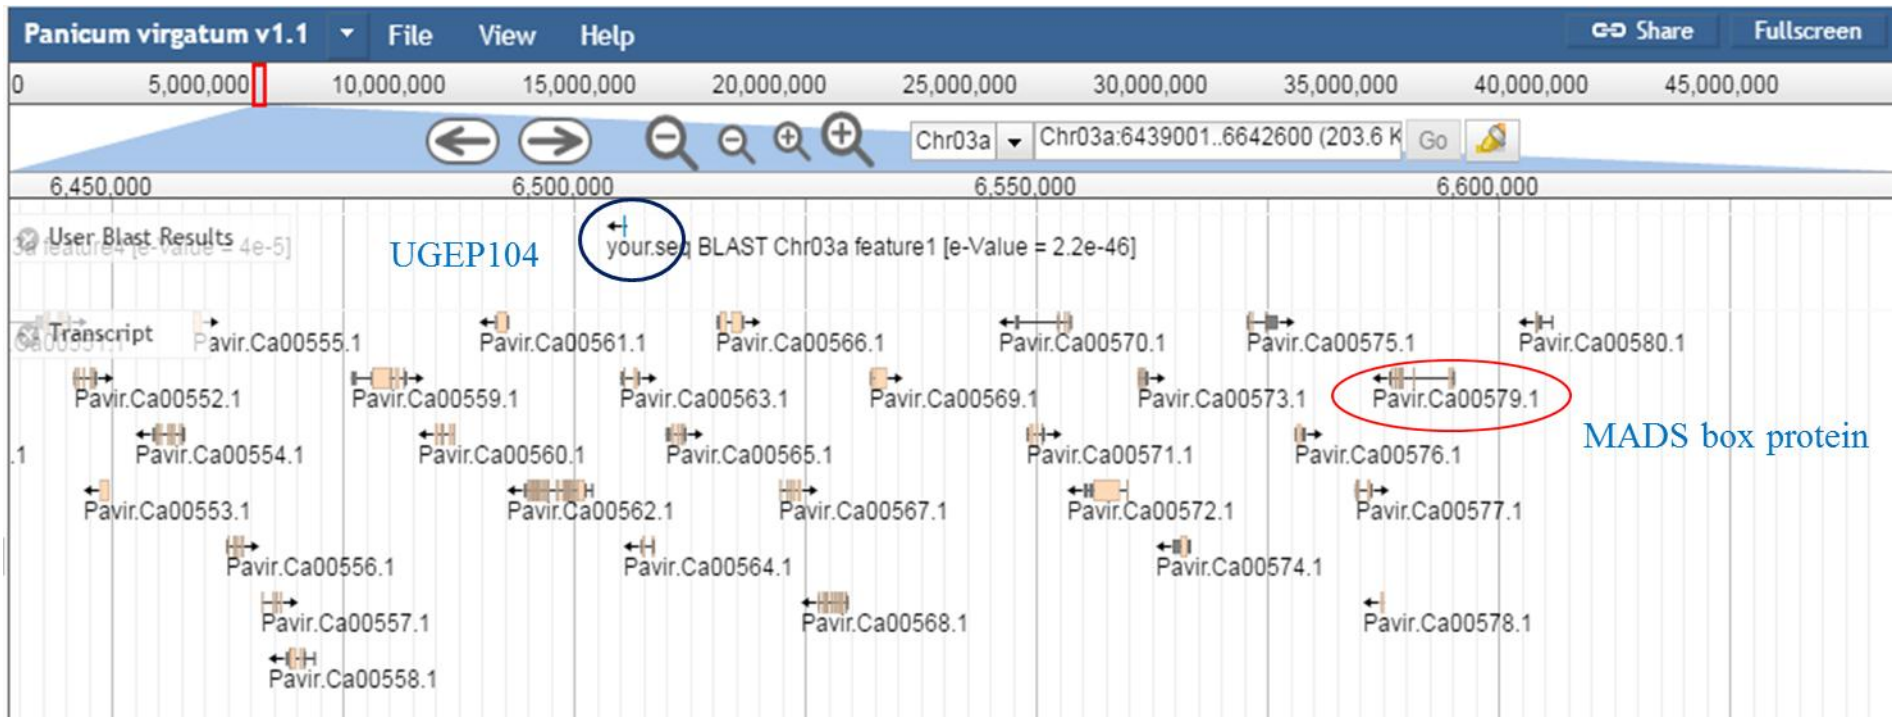 Panicum virgatum v1.1 File View Help Share Fullscreen
0 5,000,000 10,000,000 15,000,000 20,000,000 25,000,000 30,000,000 35,000,000 40,000,000 45,000,000
Chr03a Chr03a:6439001..6642600 (203.6 K Go
6,450,000 6,500,000 6,550,000 6,600,000
User Blast Results
3a feature4 [e-Value = 4e-5]
UGEP104
your.seq BLAST Chr03a feature1 [e-Value = 2.2e-46]
Transcript
Pavir.Ca00555.1 Pavir.Ca00561.1 Pavir.Ca00566.1 Pavir.Ca00570.1 Pavir.Ca00575.1 Pavir.Ca00580.1
Pavir.Ca00552.1 Pavir.Ca00559.1 Pavir.Ca00563.1 Pavir.Ca00569.1 Pavir.Ca00573.1 Pavir.Ca00579.1
MADS box protein
.1 Pavir.Ca00554.1 Pavir.Ca00560.1 Pavir.Ca00565.1 Pavir.Ca00571.1 Pavir.Ca00576.1
Pavir.Ca00553.1 Pavir.Ca00562.1 Pavir.Ca00567.1 Pavir.Ca00572.1 Pavir.Ca00577.1
Pavir.Ca00556.1 Pavir.Ca00564.1 Pavir.Ca00574.1
Pavir.Ca00557.1 Pavir.Ca00568.1 Pavir.Ca00578.1
Pavir.Ca00558.1